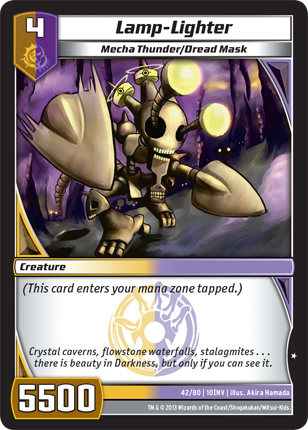 4
Lamp-Lighter
Mecha Thunder/Dread Mask
Creature
(This card enters your mana zone tapped.)
Crystal caverns, flowstone waterfalls, stalagmites . . .
there is beauty in Darkness, but only if you can see it.
5500
42/80 | 10INV | illus. Akira Hamada
TM & © 2013 Wizards of the Coast/Shogakukan/Mitsui-Kids.